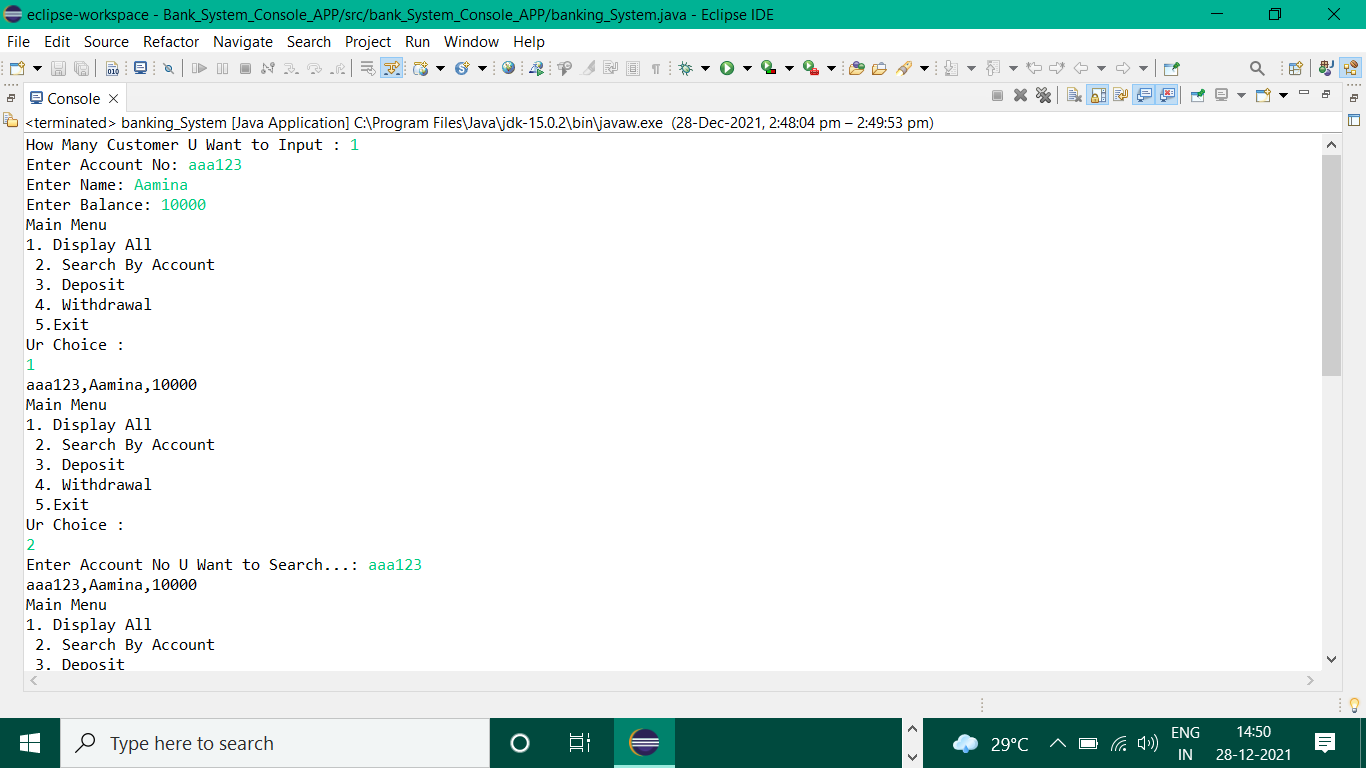 eclipse-workspace - Bank_System_Console_APP/src/bank_System_Console_APP/banking_System.java - Eclipse IDE
File Edit Source Refactor Navigate Search Project Run Window Help
Console
<terminated> banking_System [Java Application] C:\Program Files\Java\jdk-15.0.2\bin\javaw.exe (28-Dec-2021, 2:48:04 pm – 2:49:53 pm)
How Many Customer U Want to Input : 1
Enter Account No: aaa123
Enter Name: Aamina
Enter Balance: 10000
Main Menu
1. Display All
2. Search By Account
3. Deposit
4. Withdrawal
5.Exit
Ur Choice :
1
aaa123,Aamina,10000
Main Menu
1. Display All
2. Search By Account
3. Deposit
4. Withdrawal
5.Exit
Ur Choice :
2
Enter Account No U Want to Search...: aaa123
aaa123,Aamina,10000
Main Menu
1. Display All
2. Search By Account
3. Deposit
Type here to search
29°C
ENG
IN
14:50
28-12-2021